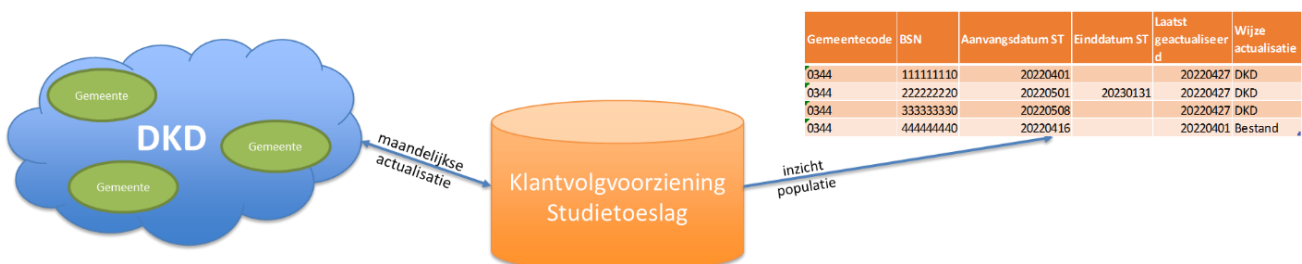 Gemeente
DKD
Gemeente
Gemeente
maandelijkse
actualisatie
Klantvolgvoorziening
Studietoeslag
inzicht
populatie
Gemeentecode BSN Aanvangsdatum ST Einddatum ST Laatst geactualiseer d Wijze actualisatie
0344 111111110 20220401 20220427 DKD
0344 222222220 20220501 20230131 20220427 DKD
0344 333333330 20220508 20220427 DKD
0344 444444440 20220416 20220401 Bestand